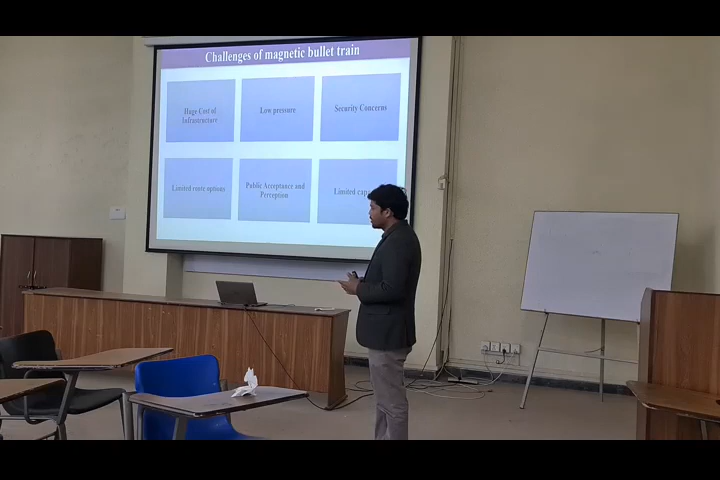 Challenges of magnetic bullet train
Huge Cost of
Infrastructure
Low pressure
Security Concerns
Limited route options
Public Acceptance and
Perception
Limited